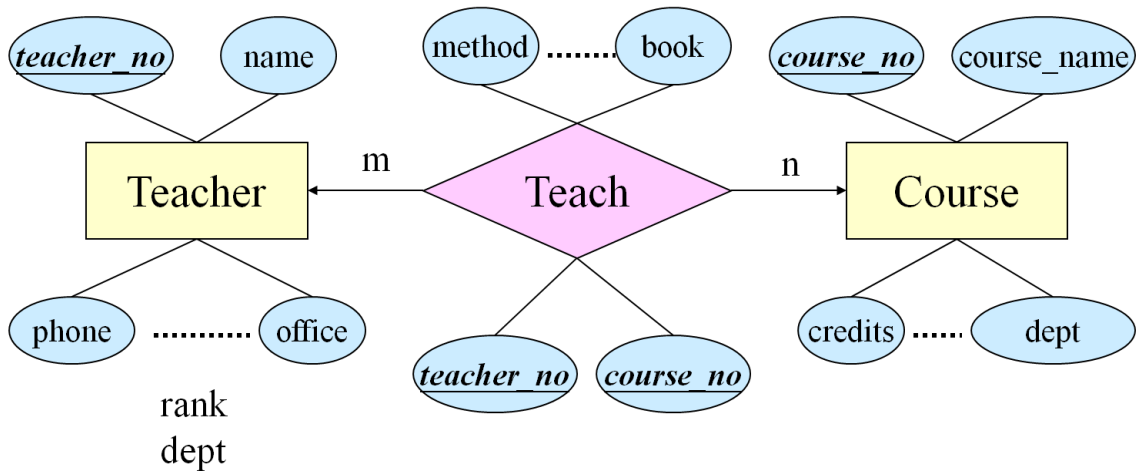 teacher_no name method book course_no course_name
m n
Teacher Teach Course
phone office credits dept
teacher_no course_no
rank
dept